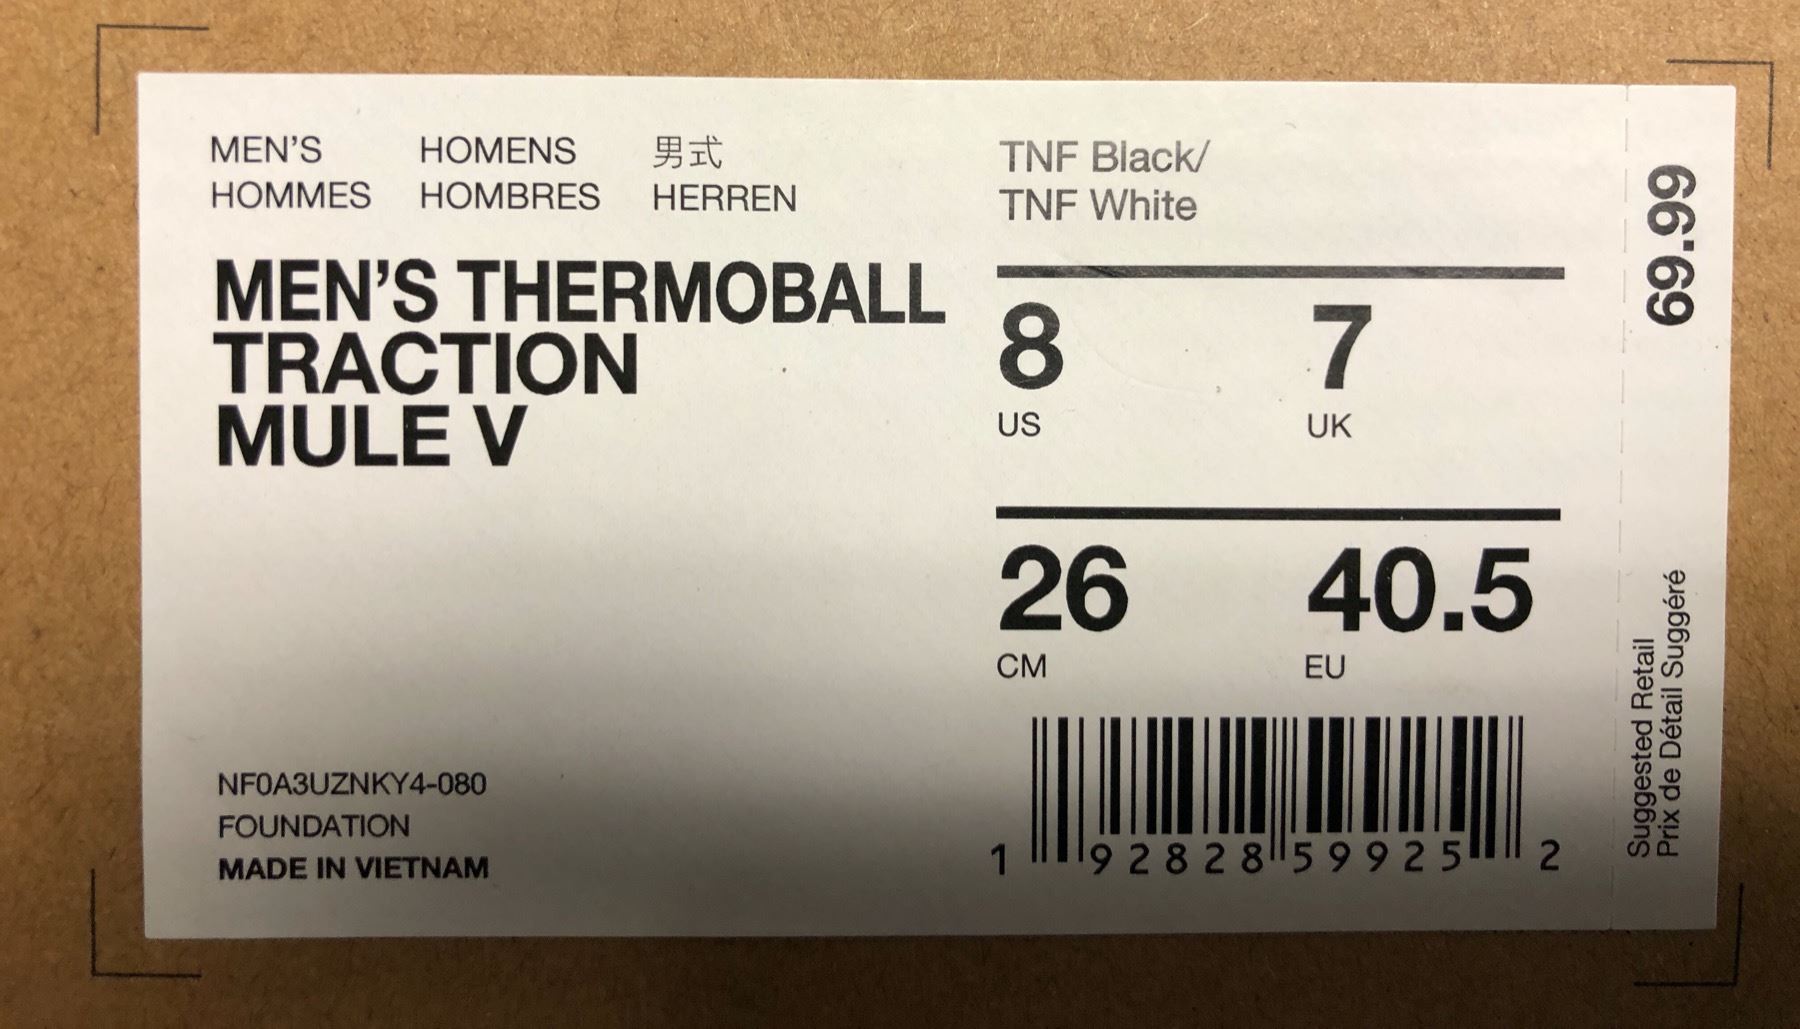 MEN'S HOMENS 男式
HOMMES HOMBRES HERREN
MEN'S THERMOBALL
TRACTION
MULE V
NF0A3UZNKY4-080
FOUNDATION
MADE IN VIETNAM
TNF Black/
TNF White
8 7
US UK
26 40.5
CM EU
1 92828 59925 2
69.99
Suggested Retail
Prix de Détail Suggéré